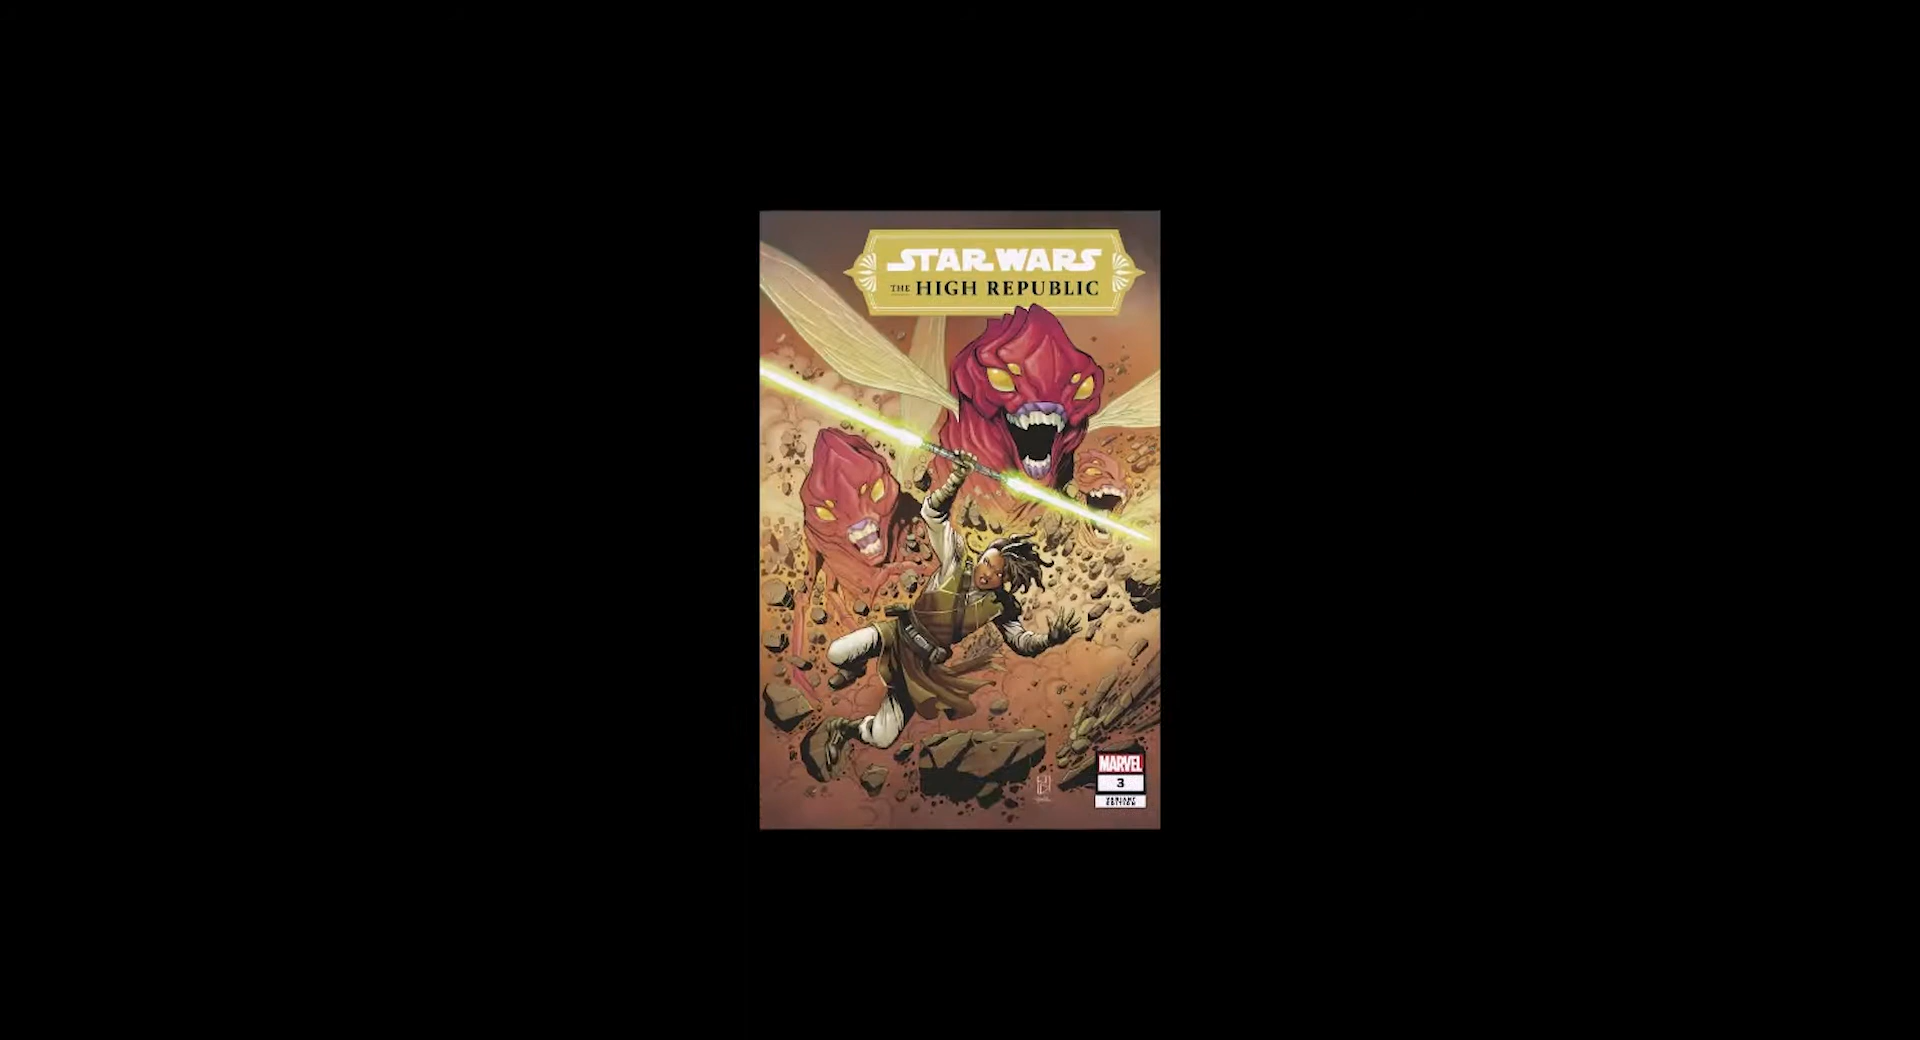 STAR WARS
THE HIGH REPUBLIC
MARVEL
3
VARIANT
EDITION